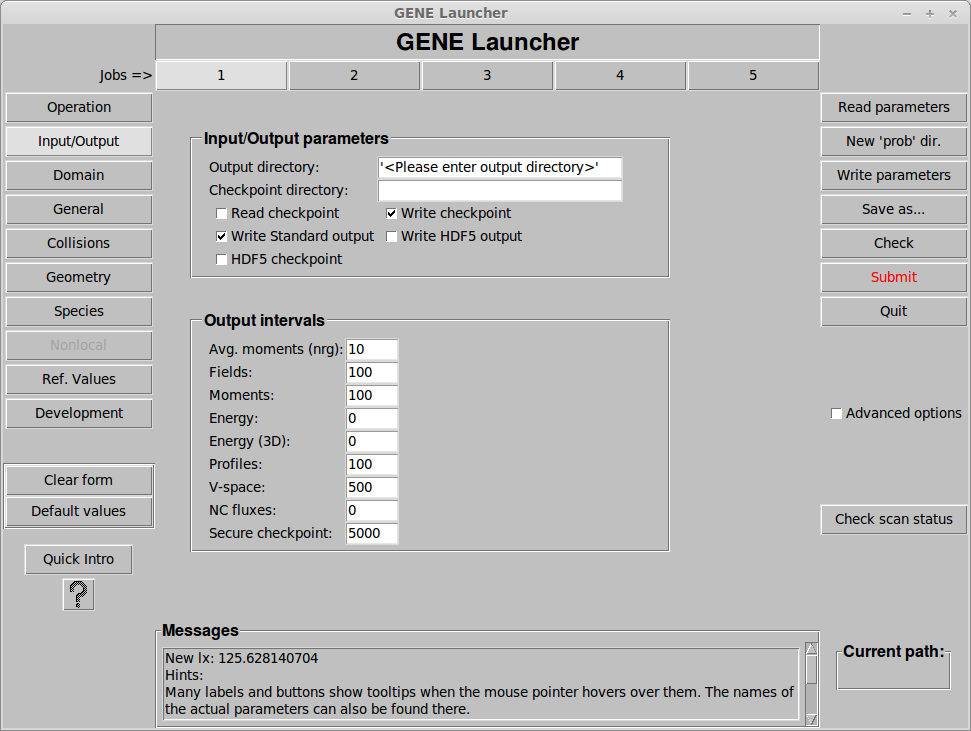 GENE Launcher
GENE Launcher
Jobs => 1 2 3 4 5
Operation
Input/Output
Domain
General
Collisions
Geometry
Species
Nonlocal
Ref. Values
Development
Clear form
Default values
Quick Intro
?
Input/Output parameters
Output directory: '<Please enter output directory>'
Checkpoint directory:
Read checkpoint Write checkpoint
Write Standard output Write HDF5 output
HDF5 checkpoint
Output intervals
Avg. moments (nrg): 10
Fields: 100
Moments: 100
Energy: 0
Energy (3D): 0
Profiles: 100
V-space: 500
NC fluxes: 0
Secure checkpoint: 5000
Read parameters
New 'prob' dir.
Write parameters
Save as...
Check
Submit
Quit
Advanced options
Check scan status
Messages
New lx: 125.628140704
Hints:
Many labels and buttons show tooltips when the mouse pointer hovers over them. The names of
the actual parameters can also be found there.
Current path: